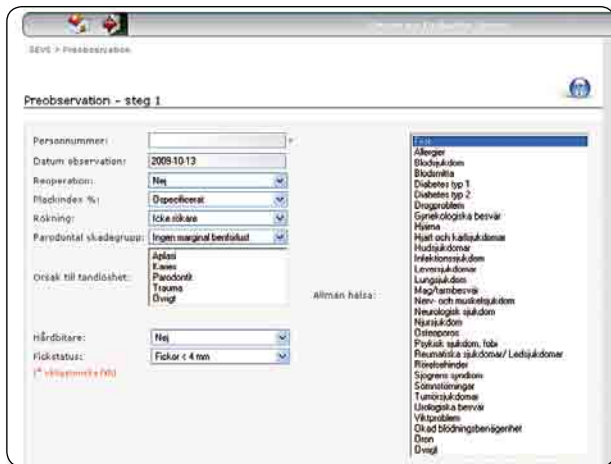 SEVS > Preobservation
Preobservation - steg 1
Personnummer:
Datum observation: 2009-10-13
Reoperation: Nej
Plackindex %: Ospecificerat
Rökning: Icke rökare
Parodontal skadegrupp: Ingen marginal benförlust
Orsak till tandlöshet:
Aplasi
Karies
Parodontit
Trauma
Övrigt
Hårdbitare: Nej
Fickstatus: Fickor < 4 mm
Allmän hälsa:
Frisk
Allergier
Blodsjukdom
Blodsmitta
Diabetes typ 1
Diabetes typ 2
Drogproblem
Gynekologiska besvär
Hjärna
Hjärt och kärlsjukdomar
Hudsjukdomar
Infektionssjukdom
Leversjukdomar
Lungsjukdom
Mag/tarmbesvär
Nerv- och muskelsjukdom
Neurologisk sjukdom
Njursjukdom
Osteoporos
Psykisk sjukdom, fobi
Reumatiska sjukdomar/ Ledsjukdomar
Rörelsehinder
Sjögrens syndrom
Sömnstörningar
Tumörsjukdomar
Urologiska besvär
Viktproblem
Ökad blödningsbenägenhet
Öron
Övrigt